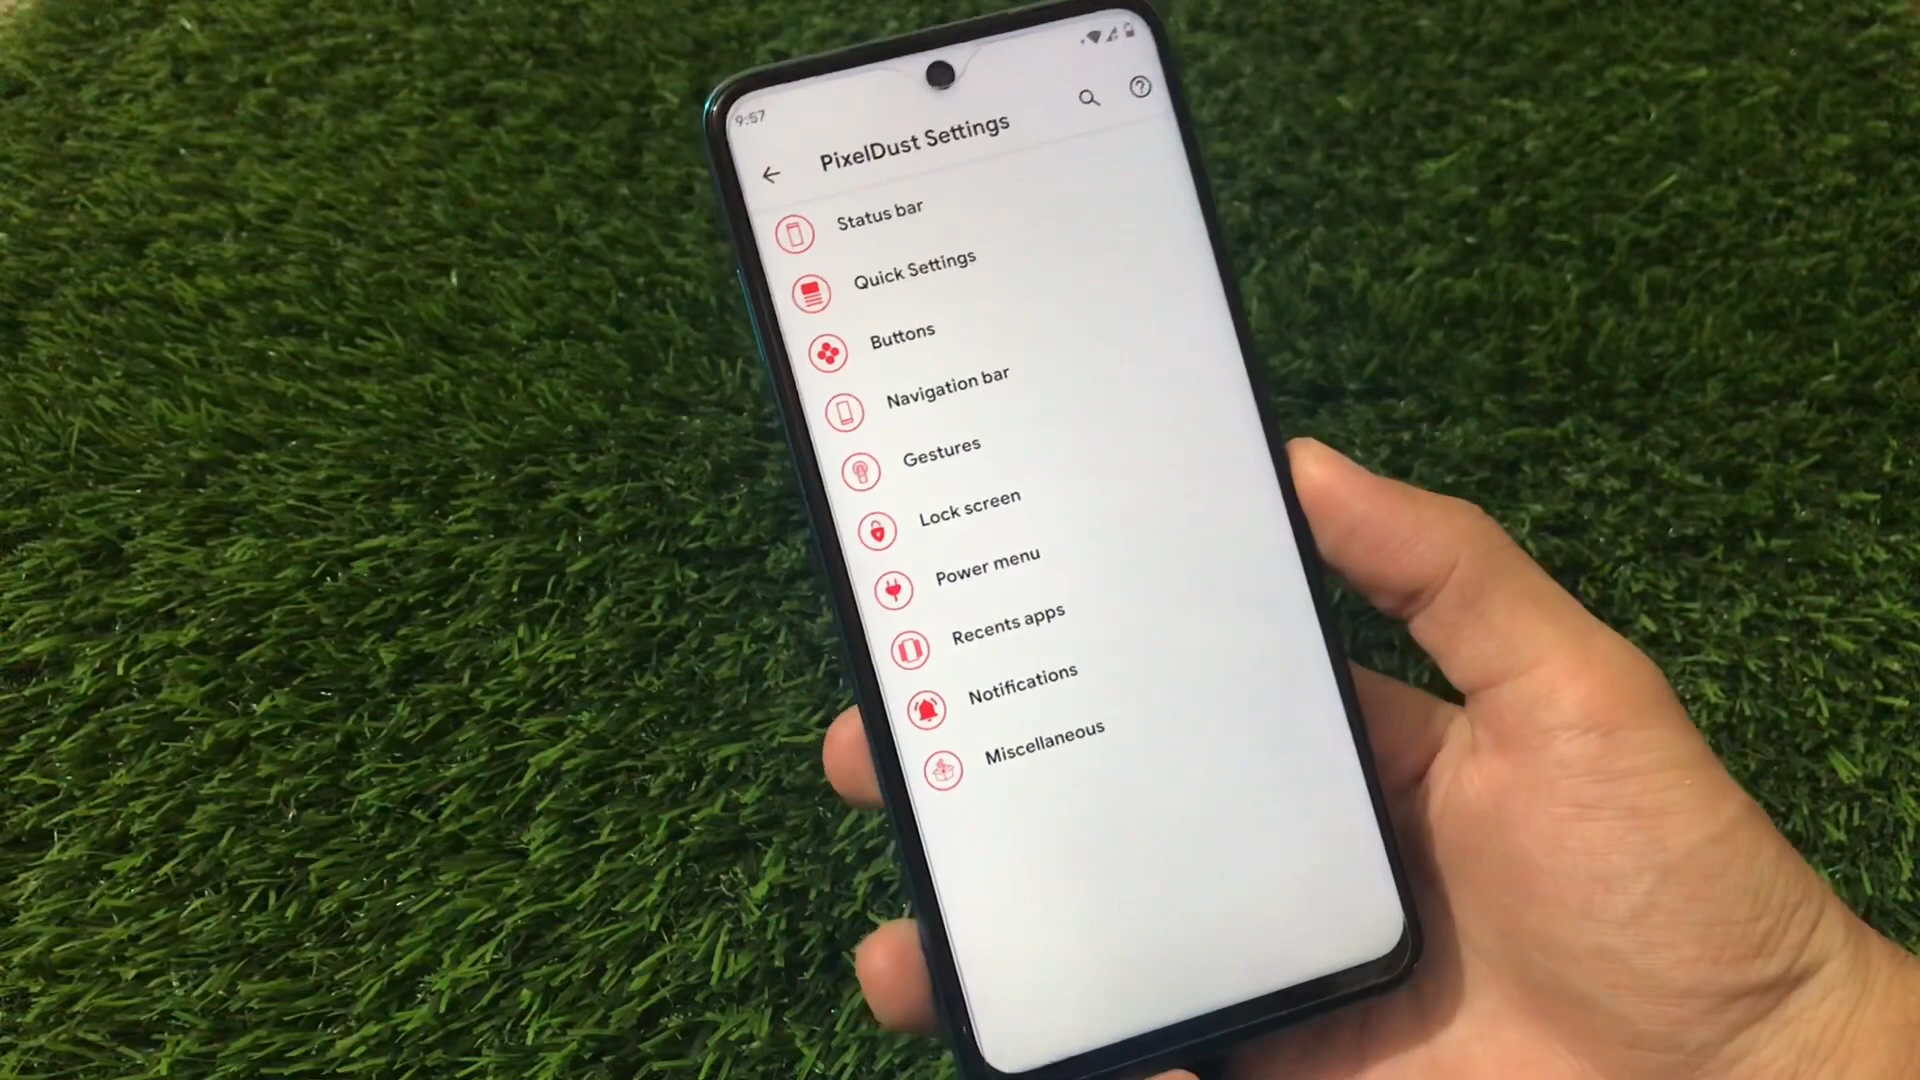 9:57
PixelDust Settings
Status bar
Quick Settings
Buttons
Navigation bar
Gestures
Lock screen
Power menu
Recents apps
Notifications
Miscellaneous